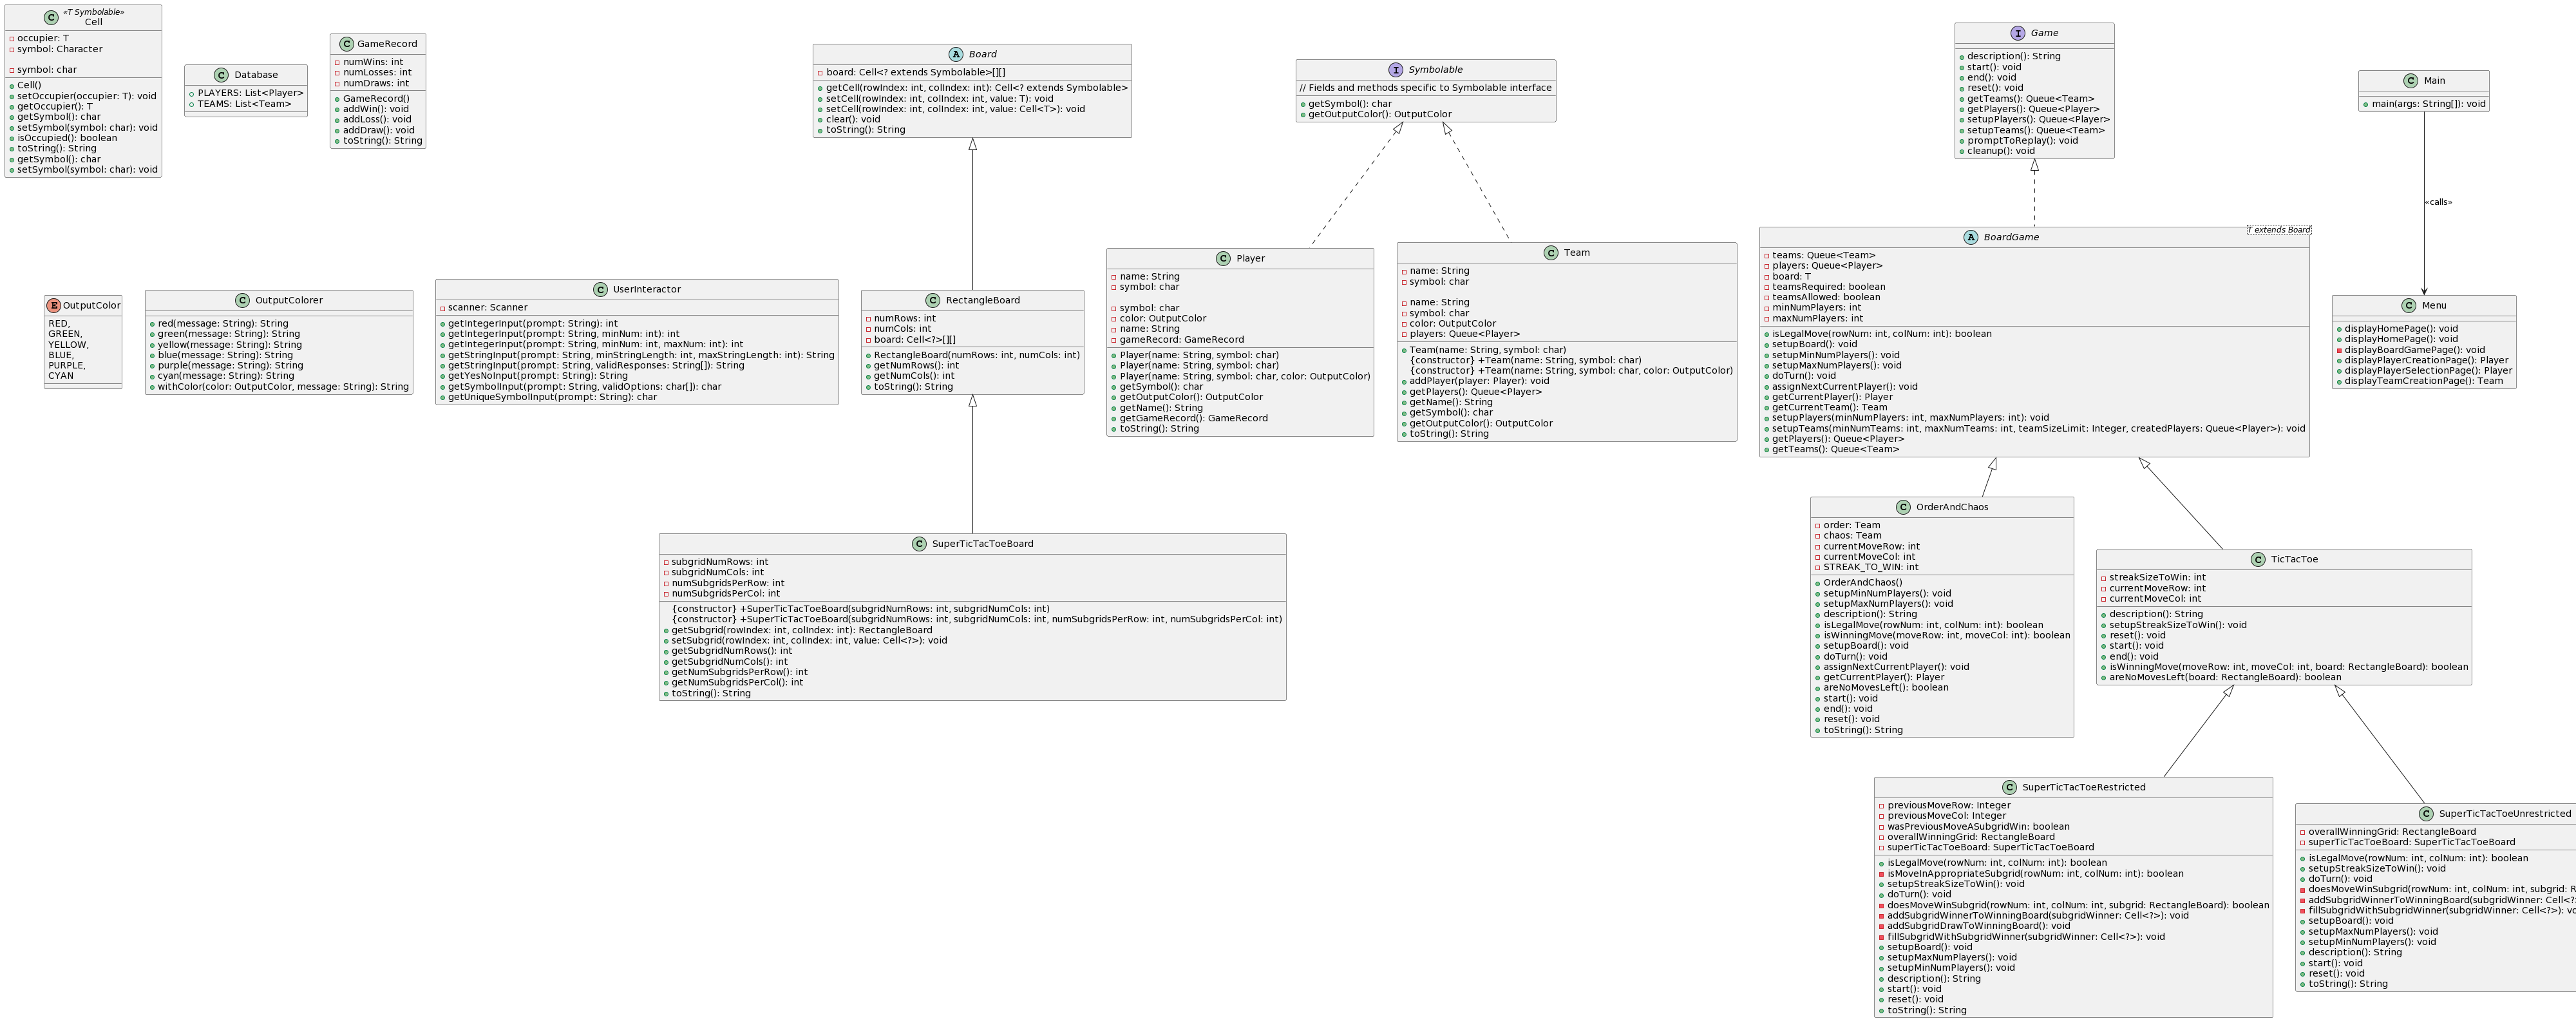 «T Symbolable»
Cell
occupier: T
symbol: Character
symbol: char
Cell()
setOccupier(occupier: T): void
getOccupier(): T
getSymbol(): char
setSymbol(symbol: char): void
isOccupied(): boolean
toString(): String
getSymbol(): char
setSymbol(symbol: char): void
Database
PLAYERS: List<Player>
TEAMS: List<Team>
GameRecord
numWins: int
numLosses: int
numDraws: int
GameRecord()
addWin(): void
addLoss(): void
addDraw(): void
toString(): String
Board
board: Cell<? extends Symbolable>[][]
getCell(rowIndex: int, colIndex: int): Cell<? extends Symbolable>
setCell(rowIndex: int, colIndex: int, value: T): void
setCell(rowIndex: int, colIndex: int, value: Cell<T>): void
clear(): void
toString(): String
Symbolable
// Fields and methods specific to Symbolable interface
getSymbol(): char
getOutputColor(): OutputColor
Game
description(): String
start(): void
end(): void
reset(): void
getTeams(): Queue<Team>
getPlayers(): Queue<Player>
setupPlayers(): Queue<Player>
setupTeams(): Queue<Team>
promptToReplay(): void
cleanup(): void
Main
main(args: String[]): void
«calls»
OutputColor
RED,
GREEN,
YELLOW,
BLUE,
PURPLE,
CYAN
OutputColorer
red(message: String): String
green(message: String): String
yellow(message: String): String
blue(message: String): String
purple(message: String): String
cyan(message: String): String
withColor(color: OutputColor, message: String): String
UserInteractor
scanner: Scanner
getIntegerInput(prompt: String): int
getIntegerInput(prompt: String, minNum: int): int
getIntegerInput(prompt: String, minNum: int, maxNum: int): int
getStringInput(prompt: String, minStringLength: int, maxStringLength: int): String
getStringInput(prompt: String, validResponses: String[]): String
getYesNoInput(prompt: String): String
getSymbolInput(prompt: String, validOptions: char[]): char
getUniqueSymbolInput(prompt: String): char
RectangleBoard
numRows: int
numCols: int
board: Cell<?>[][]
RectangleBoard(numRows: int, numCols: int)
getNumRows(): int
getNumCols(): int
toString(): String
Player
name: String
symbol: char
symbol: char
color: OutputColor
name: String
gameRecord: GameRecord
Player(name: String, symbol: char)
Player(name: String, symbol: char)
Player(name: String, symbol: char, color: OutputColor)
getSymbol(): char
getOutputColor(): OutputColor
getName(): String
getGameRecord(): GameRecord
toString(): String
Team
name: String
symbol: char
name: String
symbol: char
color: OutputColor
players: Queue<Player>
Team(name: String, symbol: char)
{constructor} +Team(name: String, symbol: char)
{constructor} +Team(name: String, symbol: char, color: OutputColor)
addPlayer(player: Player): void
getPlayers(): Queue<Player>
getName(): String
getSymbol(): char
getOutputColor(): OutputColor
toString(): String
T extends Board
BoardGame
teams: Queue<Team>
players: Queue<Player>
board: T
teamsRequired: boolean
teamsAllowed: boolean
minNumPlayers: int
maxNumPlayers: int
isLegalMove(rowNum: int, colNum: int): boolean
setupBoard(): void
setupMinNumPlayers(): void
setupMaxNumPlayers(): void
doTurn(): void
assignNextCurrentPlayer(): void
getCurrentPlayer(): Player
getCurrentTeam(): Team
setupPlayers(minNumPlayers: int, maxNumPlayers: int): void
setupTeams(minNumTeams: int, maxNumTeams: int, teamSizeLimit: Integer, createdPlayers: Queue<Player>): void
getPlayers(): Queue<Player>
getTeams(): Queue<Team>
Menu
displayHomePage(): void
displayHomePage(): void
displayBoardGamePage(): void
displayPlayerCreationPage(): Player
displayPlayerSelectionPage(): Player
displayTeamCreationPage(): Team
SuperTicTacToeBoard
subgridNumRows: int
subgridNumCols: int
numSubgridsPerRow: int
numSubgridsPerCol: int
{constructor} +SuperTicTacToeBoard(subgridNumRows: int, subgridNumCols: int)
{constructor} +SuperTicTacToeBoard(subgridNumRows: int, subgridNumCols: int, numSubgridsPerRow: int, numSubgridsPerCol: int)
getSubgrid(rowIndex: int, colIndex: int): RectangleBoard
setSubgrid(rowIndex: int, colIndex: int, value: Cell<?>): void
getSubgridNumRows(): int
getSubgridNumCols(): int
getNumSubgridsPerRow(): int
getNumSubgridsPerCol(): int
toString(): String
OrderAndChaos
order: Team
chaos: Team
currentMoveRow: int
currentMoveCol: int
STREAK_TO_WIN: int
OrderAndChaos()
setupMinNumPlayers(): void
setupMaxNumPlayers(): void
description(): String
isLegalMove(rowNum: int, colNum: int): boolean
isWinningMove(moveRow: int, moveCol: int): boolean
setupBoard(): void
doTurn(): void
assignNextCurrentPlayer(): void
getCurrentPlayer(): Player
areNoMovesLeft(): boolean
start(): void
end(): void
reset(): void
toString(): String
TicTacToe
streakSizeToWin: int
currentMoveRow: int
currentMoveCol: int
description(): String
setupStreakSizeToWin(): void
reset(): void
start(): void
end(): void
isWinningMove(moveRow: int, moveCol: int, board: RectangleBoard): boolean
areNoMovesLeft(board: RectangleBoard): boolean
SuperTicTacToeRestricted
previousMoveRow: Integer
previousMoveCol: Integer
wasPreviousMoveASubgridWin: boolean
overallWinningGrid: RectangleBoard
superTicTacToeBoard: SuperTicTacToeBoard
isLegalMove(rowNum: int, colNum: int): boolean
isMoveInAppropriateSubgrid(rowNum: int, colNum: int): boolean
setupStreakSizeToWin(): void
doTurn(): void
doesMoveWinSubgrid(rowNum: int, colNum: int, subgrid: RectangleBoard): boolean
addSubgridWinnerToWinningBoard(subgridWinner: Cell<?>): void
addSubgridDrawToWinningBoard(): void
fillSubgridWithSubgridWinner(subgridWinner: Cell<?>): void
setupBoard(): void
setupMaxNumPlayers(): void
setupMinNumPlayers(): void
description(): String
start(): void
reset(): void
toString(): String
SuperTicTacToeUnrestricted
overallWinningGrid: RectangleBoard
superTicTacToeBoard: SuperTicTacToeBoard
isLegalMove(rowNum: int, colNum: int): boolean
setupStreakSizeToWin(): void
doTurn(): void
doesMoveWinSubgrid(rowNum: int, colNum: int, subgrid: R
addSubgridWinnerToWinningBoard(subgridWinner: Cell<?
fillSubgridWithSubgridWinner(subgridWinner: Cell<?>): vo
setupBoard(): void
setupMaxNumPlayers(): void
setupMinNumPlayers(): void
description(): String
start(): void
reset(): void
toString(): String